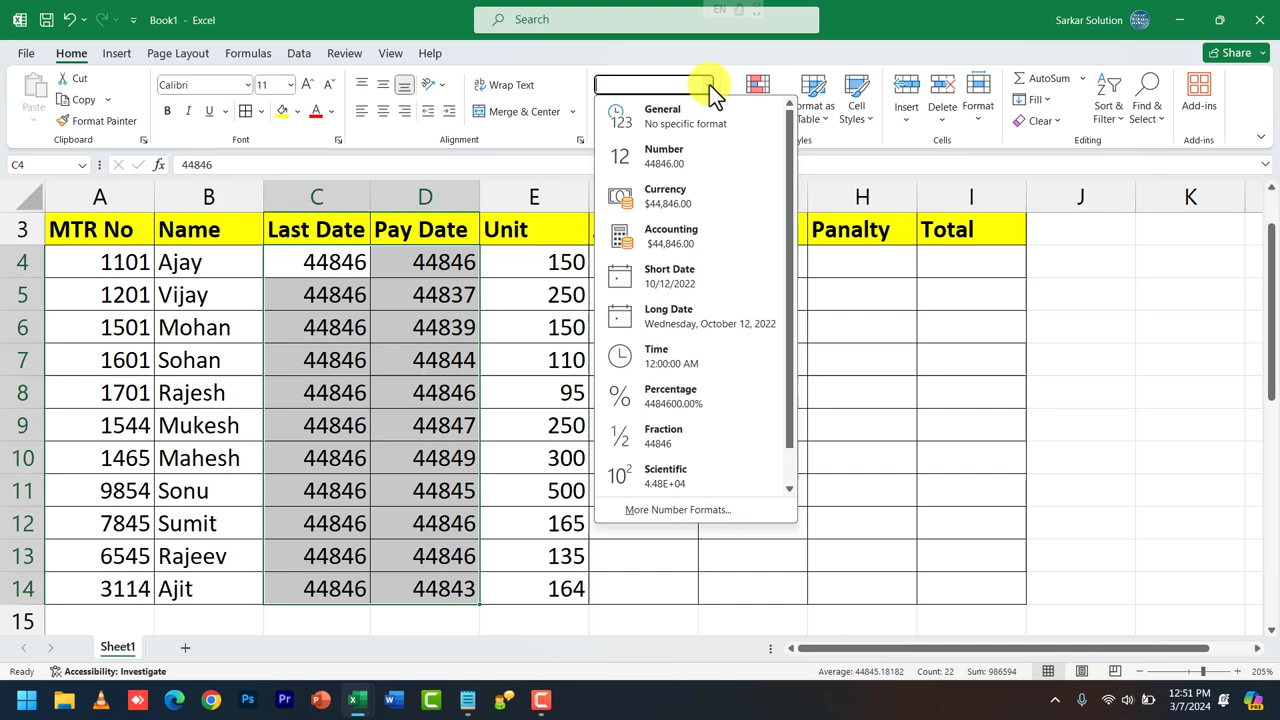 EN
Book1 - Excel
Search
Sarkar Solution
File Home Insert Page Layout Formulas Data Review View Help
Share
Paste
Cut
Copy
Format Painter
Calibri 11
B I U
Wrap Text
Merge & Center
Table
Cell Styles
Insert
Delete
Format
AutoSum
Fill
Clear
Sort & Filter
Find & Select
Add-ins
Clipboard Font Alignment Cells Editing Add-ins
C4 fx 44846
A B C D E H I J K
3 MTR No Name Last Date Pay Date Unit Panalty Total
4 1101 Ajay 44846 44846 150
5 1201 Vijay 44846 44837 250
6 1501 Mohan 44846 44839 150
7 1601 Sohan 44846 44844 110
8 1701 Rajesh 44846 44846 95
9 1544 Mukesh 44846 44847 250
10 1465 Mahesh 44846 44849 300
11 9854 Sonu 44846 44845 500
12 7845 Sumit 44846 44846 165
13 6545 Rajeev 44846 44846 135
14 3114 Ajit 44846 44843 164
15
General
123 No specific format
12 Number
44846.00
Currency
$44,846.00
Accounting
$44,846.00
Short Date
10/12/2022
Long Date
Wednesday, October 12, 2022
Time
12:00:00 AM
% Percentage
4484600.00%
½ Fraction
44846
10² Scientific
4.48E+04
More Number Formats...
Sheet1
Ready Accessibility: Investigate Average: 44845.18182 Count: 22 Sum: 986594 205%
12:51 PM
3/7/2024